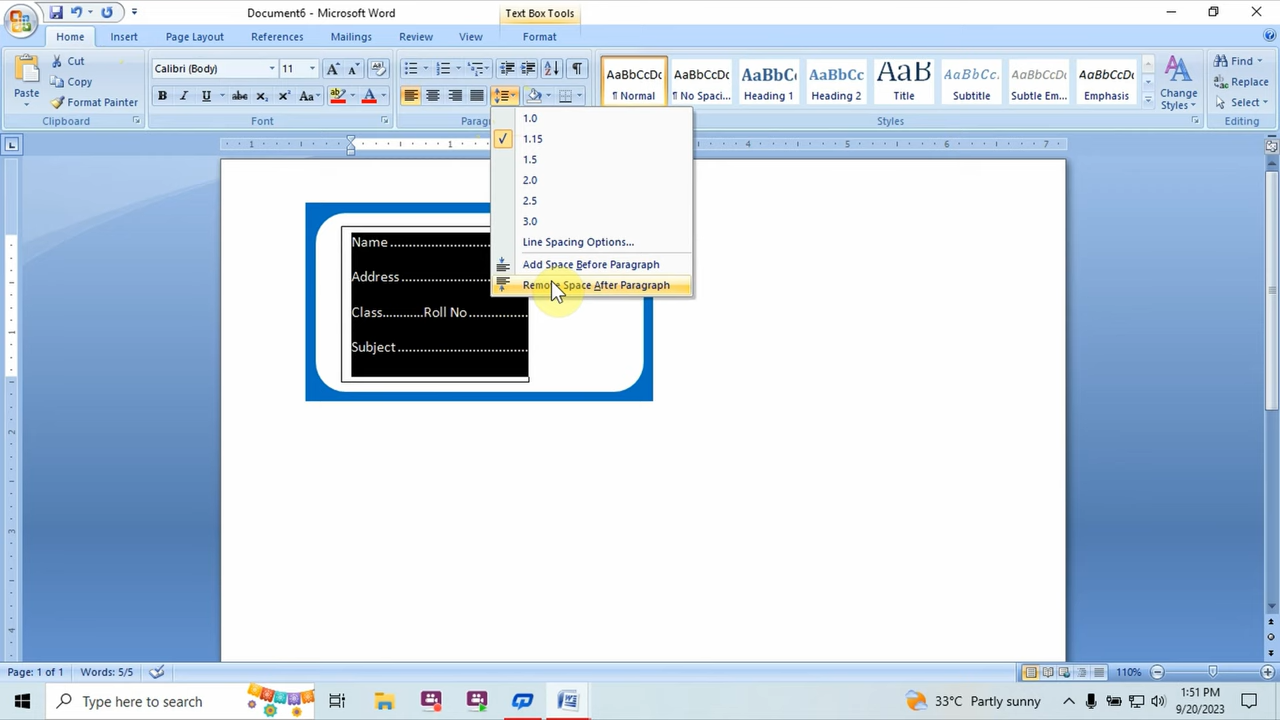 Document6 - Microsoft Word
Text Box Tools
Home
Insert
Page Layout
References
Mailings
Review
View
Format
Paste
Cut
Copy
Format Painter
Clipboard
Calibri (Body)
11
Font
1.0
1.15
1.5
2.0
2.5
3.0
Line Spacing Options...
Add Space Before Paragraph
Remove Space After Paragraph
AaBbCcDc
¶ Normal
AaBbCcDc
¶ No Spaci...
AaBbCc
Heading 1
AaBbCc
Heading 2
AaB
Title
AaBbCc.
Subtitle
AaBbCcDc
Subtle Em...
AaBbCcDc
Emphasis
Change
Styles
Styles
Find
Replace
Select
Editing
Name ...........................
Address ........................
Class...........Roll No ................
Subject ...................................
Page: 1 of 1
Words: 5/5
110%
Type here to search
33°C Partly sunny
1:51 PM
9/20/2023